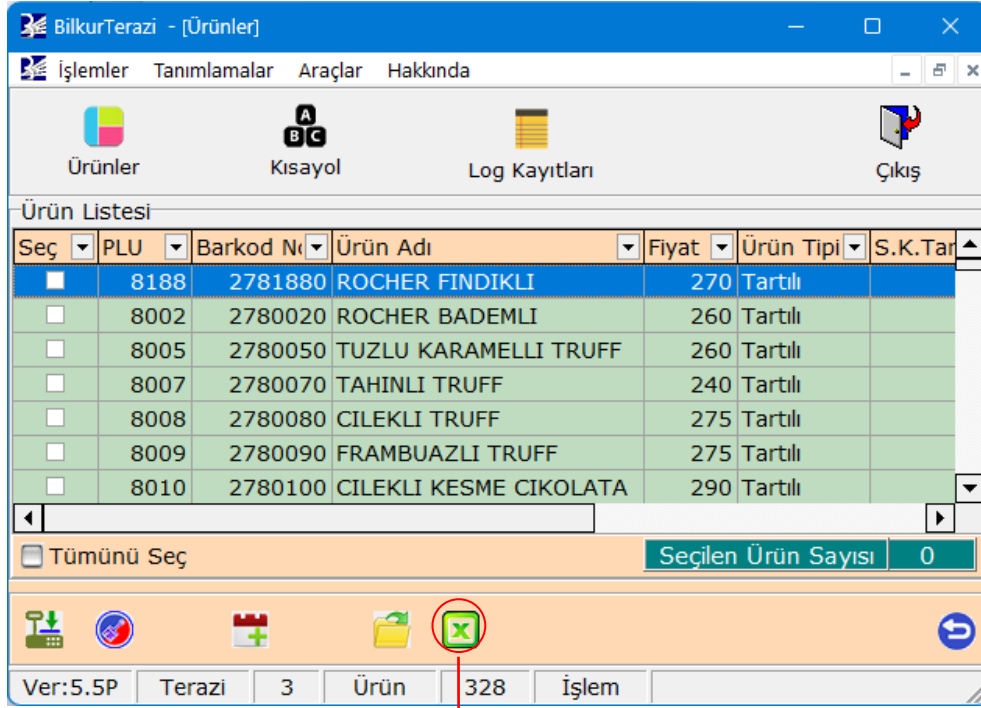 BilkurTerazi - [Ürünler]
İşlemler Tanımlamalar Araçlar Hakkında
A
B C
Ürünler Kısayol Log Kayıtları Çıkış
Ürün Listesi
Seç PLU Barkod No Ürün Adı Fiyat Ürün Tipi S.K.Tar
8188 2781880 ROCHER FINDIKLI 270 Tartılı
8002 2780020 ROCHER BADEMLI 260 Tartılı
8005 2780050 TUZLU KARAMELLI TRUFF 260 Tartılı
8007 2780070 TAHINLI TRUFF 240 Tartılı
8008 2780080 CILEKLI TRUFF 275 Tartılı
8009 2780090 FRAMBUAZLI TRUFF 275 Tartılı
8010 2780100 CILEKLI KESME CIKOLATA 290 Tartılı
Tümünü Seç Seçilen Ürün Sayısı 0
X
Ver:5.5P Terazi 3 Ürün 328 İşlem